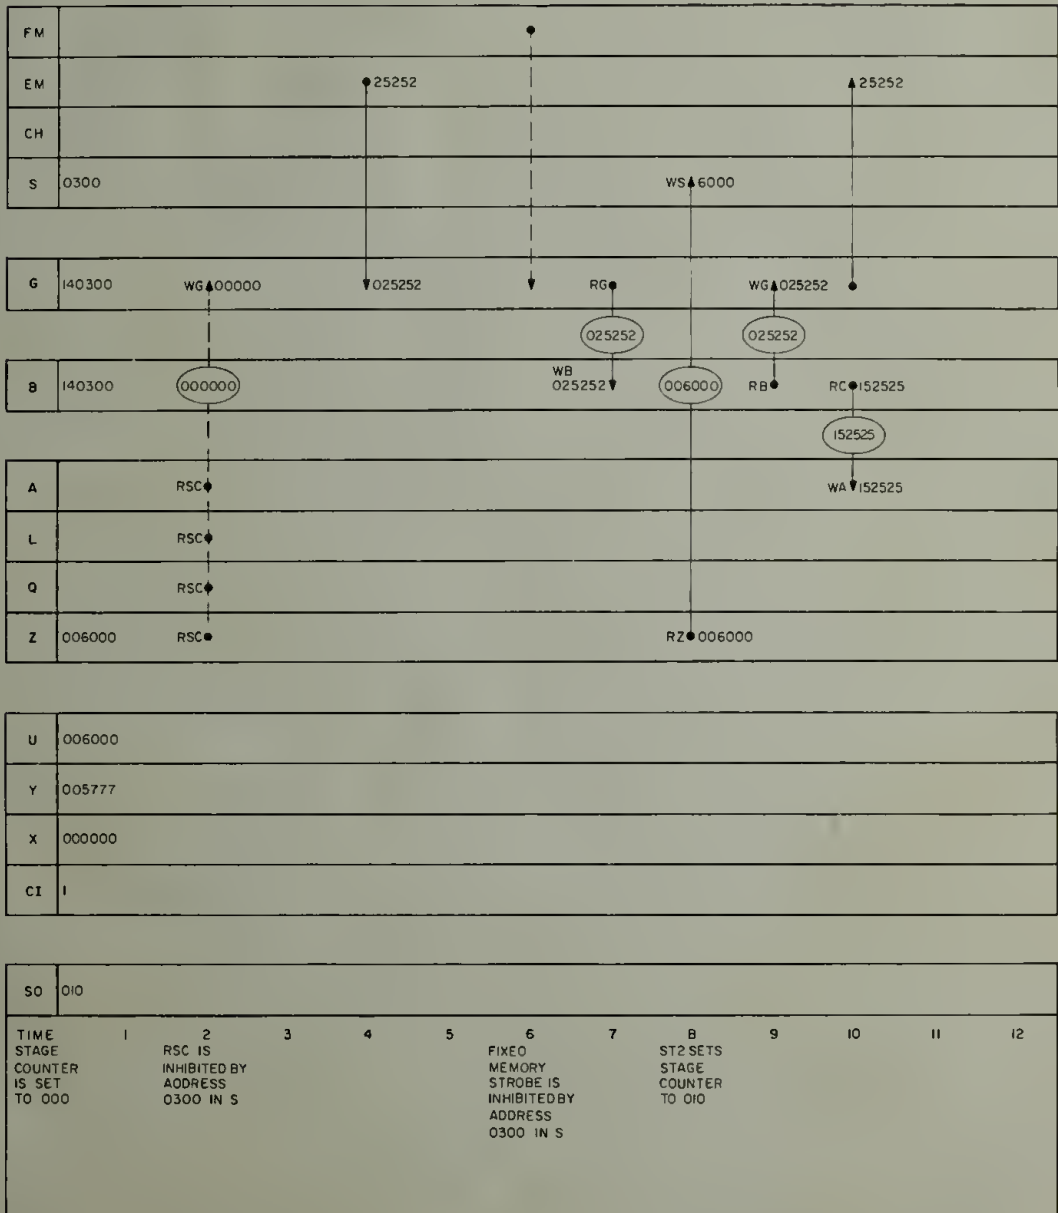 FM
EM 25252 25252
CH
S 0300 WS 6000
G 140300 WG 00000 025252 RG WG 025252
025252 025252
B 140300 000000 WB 025252 006000 RB RC 152525
152525
A RSC WA 152525
L RSC
Q RSC
Z 006000 RSC RZ 006000
U 006000
Y 005777
X 000000
CI 1
SO 010
TIME 1 2 3 4 5 6 7 8 9 10 11 12
STAGE COUNTER IS SET TO 000
RSC IS INHIBITED BY ADDRESS 0300 IN S
FIXED MEMORY STROBE IS INHIBITED BY ADDRESS 0300 IN S
ST2 SETS STAGE COUNTER TO 010